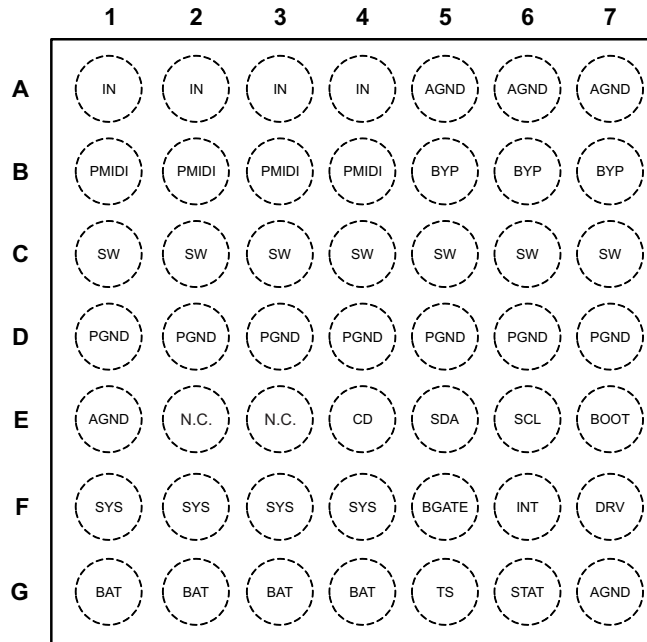 1 2 3 4 5 6 7
A IN IN IN IN AGND AGND AGND
B PMIDI PMIDI PMIDI PMIDI BYP BYP BYP
C SW SW SW SW SW SW SW
D PGND PGND PGND PGND PGND PGND PGND
E AGND N.C. N.C. CD SDA SCL BOOT
F SYS SYS SYS SYS BGATE INT DRV
G BAT BAT BAT BAT TS STAT AGND